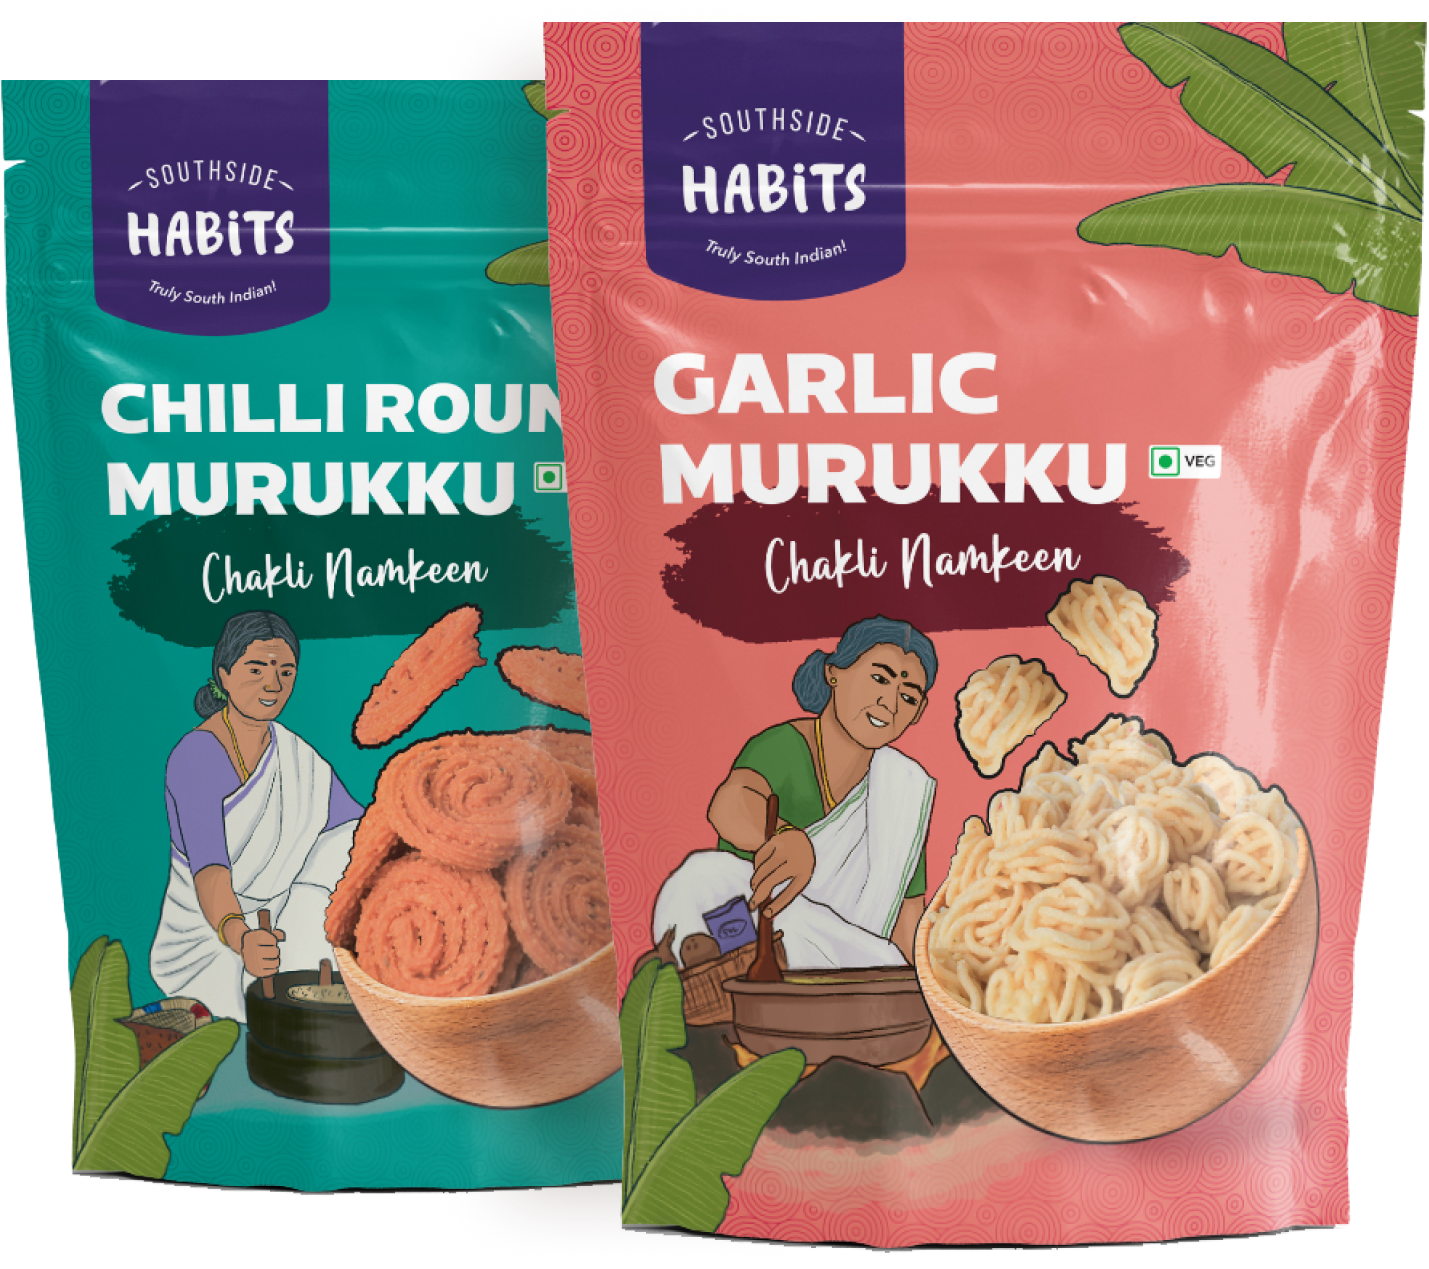 SOUTHSIDE
HABiTS
Truly South Indian!
CHILLI ROUN
MURUKKU
Chakli Namkeen
SOUTHSIDE
HABiTS
Truly South Indian!
GARLIC
MURUKKU
VEG
Chakli Namkeen